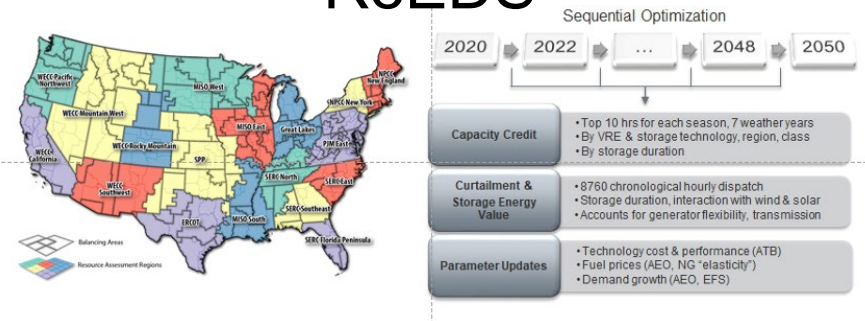 Sequential Optimization
2020
2022
...
2048
2050
WECC-Pacific
Northwest
WECC-Mountain West
WECC-Rocky Mountain
WECC-
California
WECC-
Southwest
MISO West
MISO East
MISO South
SPP
ERCOT
Great Lakes
NPCC
New England
NPCC New York
PJM East
SERC North
SERC-East
SERC-Southeast
SERC Florida Peninsula
Balancing Areas
Resource Assessment Regions
Capacity Credit
• Top 10 hrs for each season, 7 weather years
• By VRE & storage technology, region, class
• By storage duration
Curtailment &
Storage Energy
Value
• 8760 chronological hourly dispatch
• Storage duration, interaction with wind & solar
• Accounts for generator flexibility, transmission
Parameter Updates
• Technology cost & performance (ATB)
• Fuel prices (AEO, NG "elasticity")
• Demand growth (AEO, EFS)